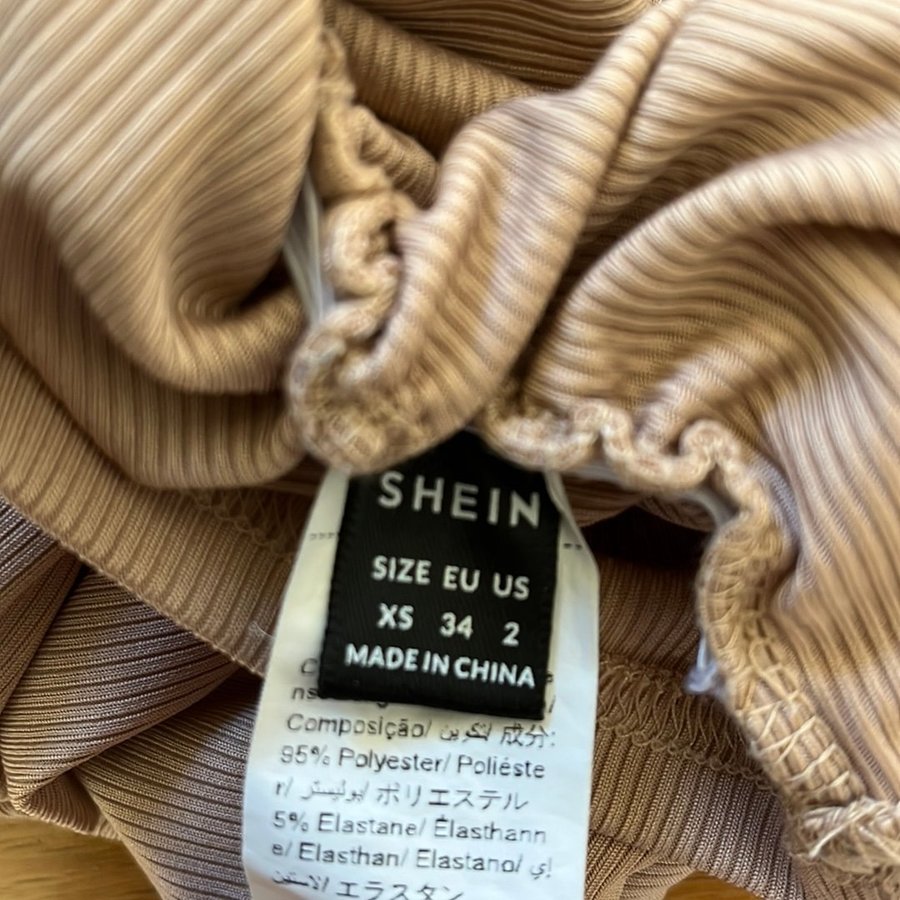 SHEIN
SIZE EU US
XS 34 2
MADE IN CHINA
Composição/ تكوين/ 成分:
95% Polyester/ Poliéste
r/ بوليستر/ ポリエステル
5% Elastane/ Élasthann
e/ Elasthan/ Elastano/ إي
لاستين/ エラスタン